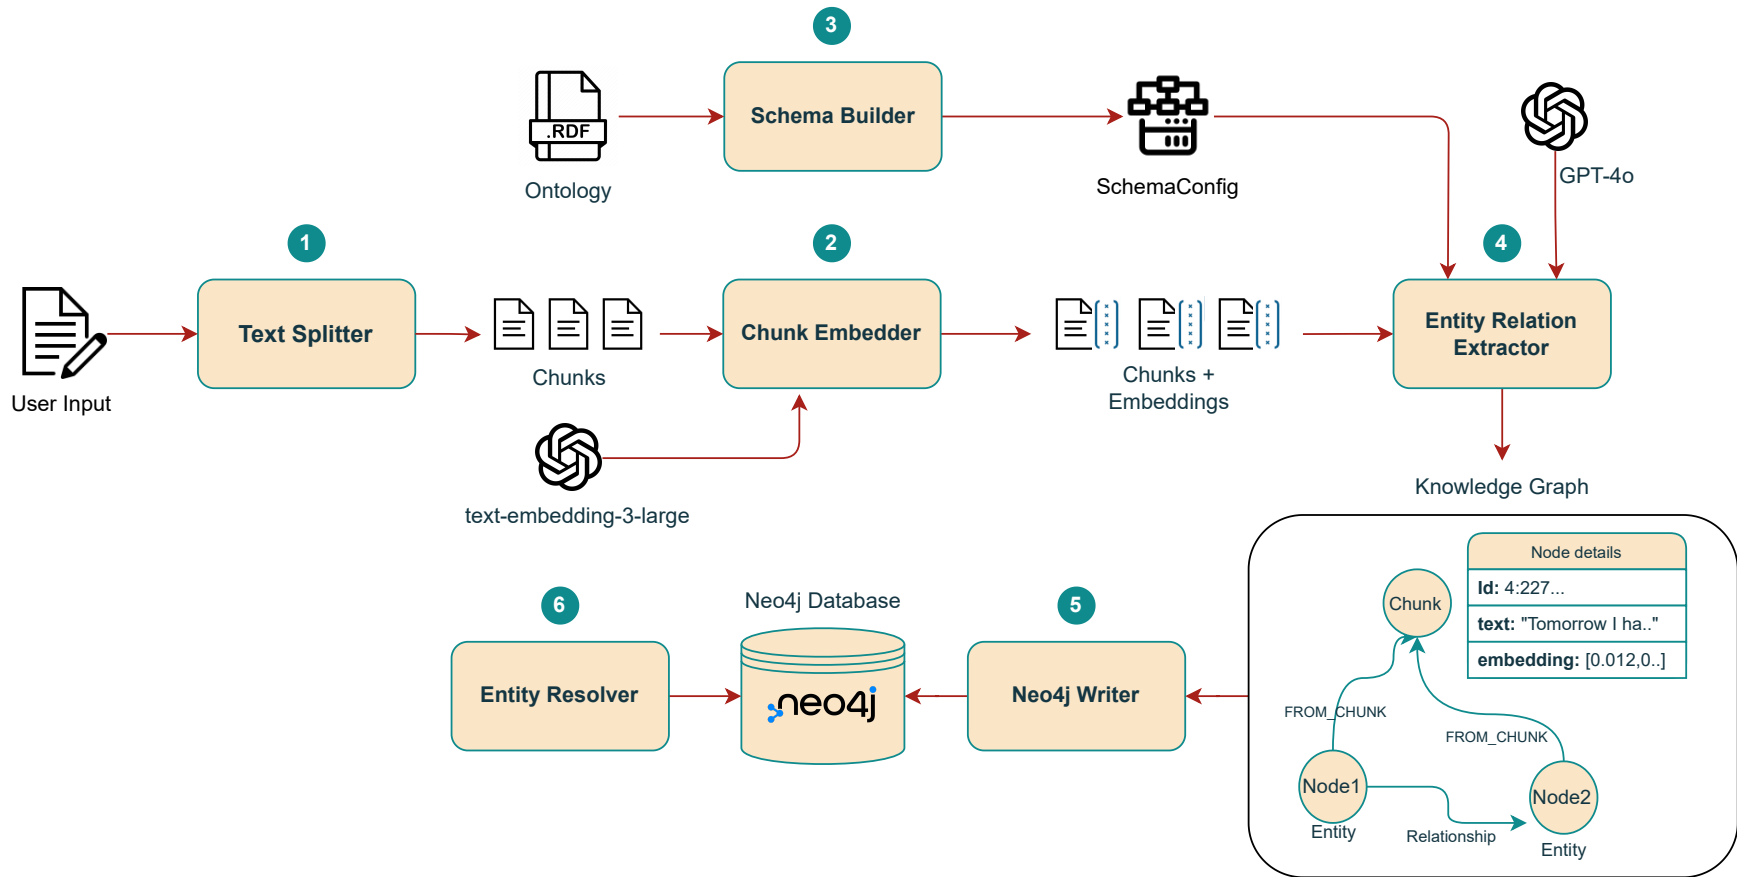 3
Schema Builder
.RDF
Ontology
SchemaConfig
GPT-4o
1
2
4
Text Splitter
Chunk Embedder
Entity Relation
Extractor
User Input
Chunks
Chunks +
Embeddings
text-embedding-3-large
Knowledge Graph
Node details
Id: 4:227...
text: "Tomorrow I ha.."
embedding: [0.012,0..]
Chunk
FROM_CHUNK
FROM_CHUNK
Node1
Node2
Entity
Relationship
Entity
6
Neo4j Database
5
Entity Resolver
neo4j
Neo4j Writer